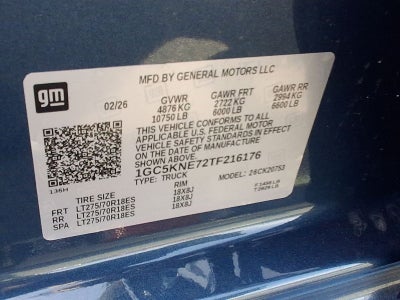 MFD BY GENERAL MOTORS LLC
gm
02/26 GVWR GAWR FRT GAWR RR
4876 KG 2722 KG 2994 KG
10750 LB 6000 LB 6600 LB
THIS VEHICLE CONFORMS TO ALL
APPLICABLE U.S. FEDERAL MOTOR
VEHICLE SAFETY STANDARDS IN EFFECT
ON THE DATE OF MANUFACTURE
SHOWN ABOVE.
1GC5KNE72TF216176
TYPE: TRUCK MODEL: 26CK20753
TIRE SIZE RIM
FRT LT275/70R18ES 18X8J
RR LT275/70R18ES 18X8J
SPA LT275/70R18ES 18X8J